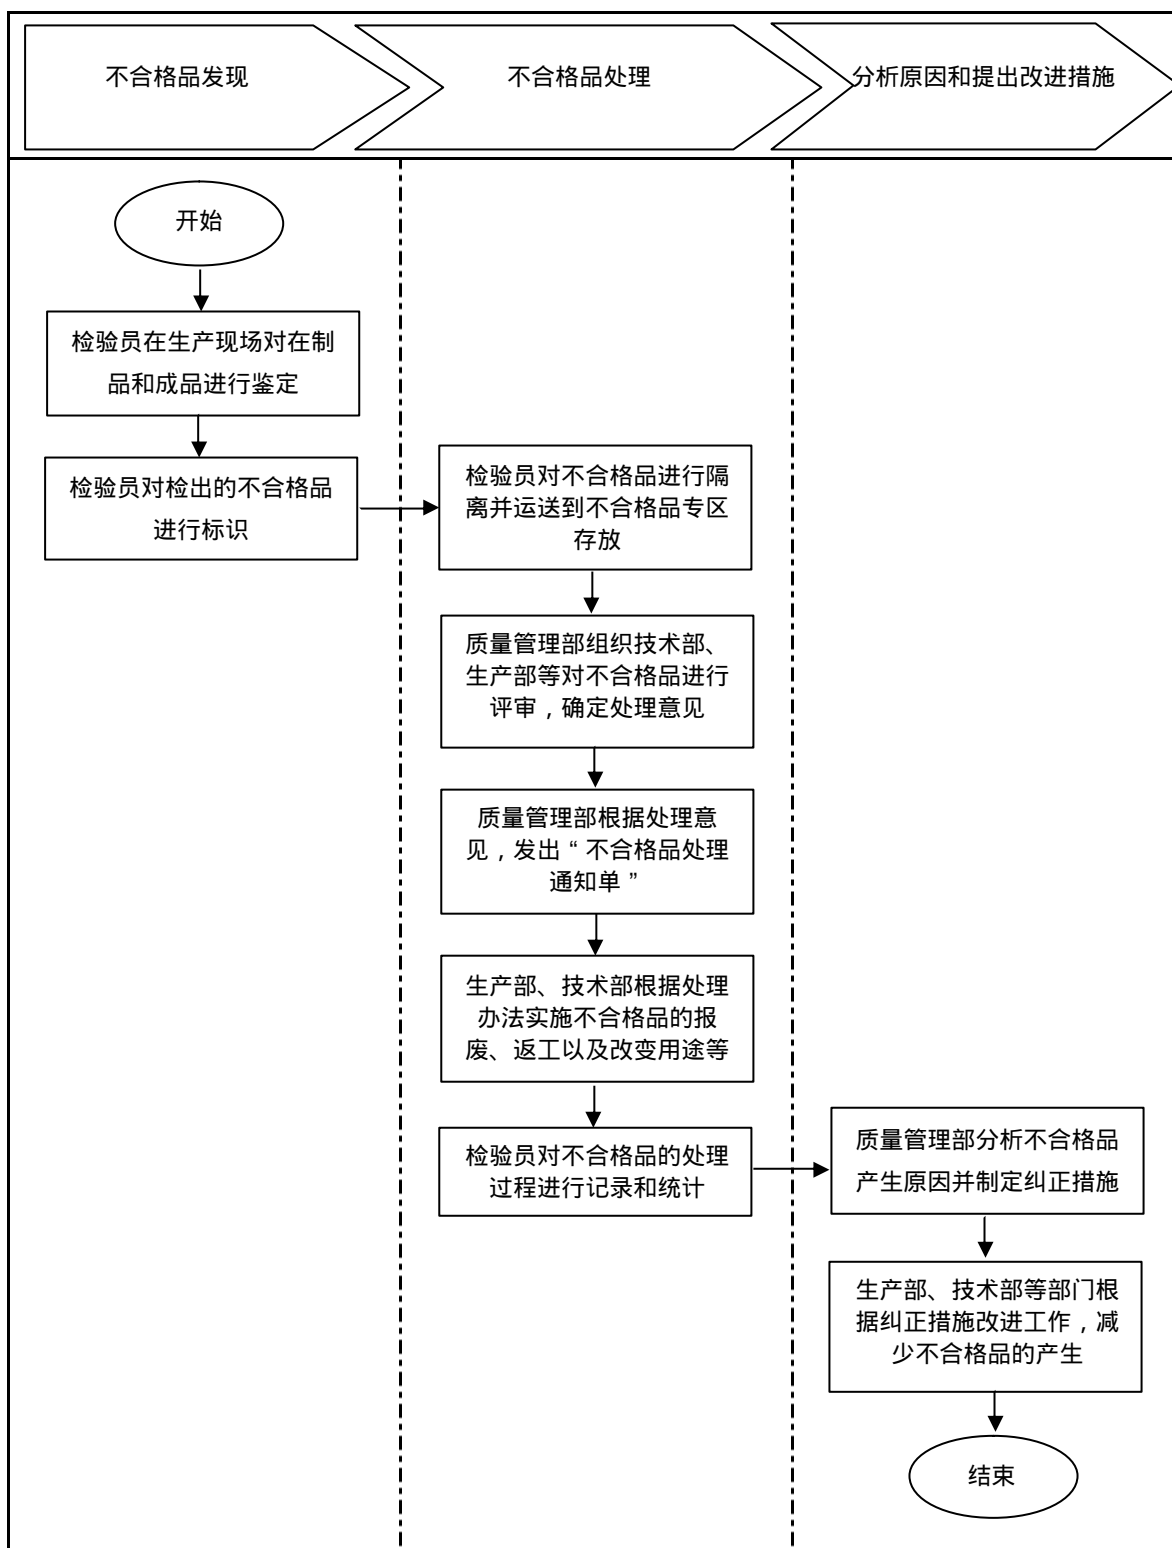 不合格品发现
不合格品处理
分析原因和提出改进措施
开始
检验员在生产现场对在制
品和成品进行鉴定
检验员对检出的不合格品
进行标识
检验员对不合格品进行隔
离并运送到不合格品专区
存放
质量管理部组织技术部、
生产部等对不合格品进行
评审，确定处理意见
质量管理部根据处理意
见，发出“不合格品处理
通知单”
生产部、技术部根据处理
办法实施不合格品的报
废、返工以及改变用途等
检验员对不合格品的处理
过程进行记录和统计
质量管理部分析不合格品
产生原因并制定纠正措施
生产部、技术部等部门根
据纠正措施改进工作，减
少不合格品的产生
结束